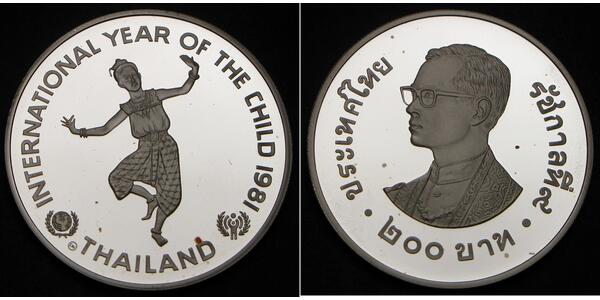 INTERNATIONAL YEAR OF THE CHILD 1981
THAILAND
ประเทศไทย
รัชกาลที่๙
๒๐๐ บาท